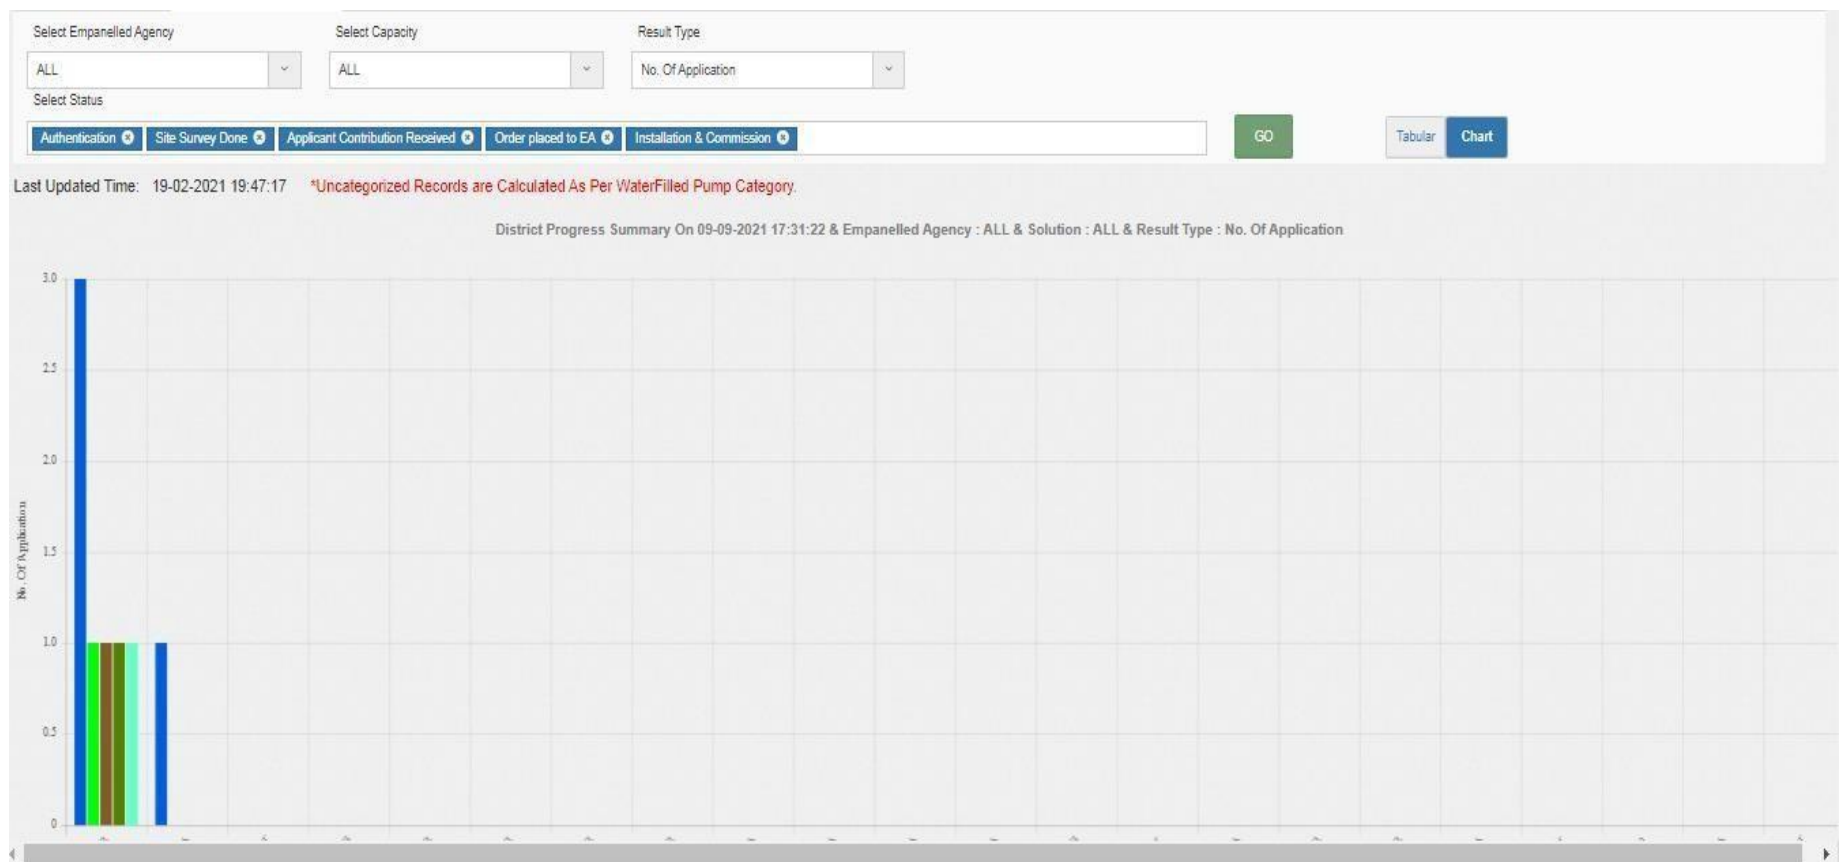 Select Empanelled Agency Select Capacity Result Type
ALL ALL No. Of Application
Select Status
Authentication Site Survey Done Applicant Contribution Received Order placed to EA Installation & Commission GO Tabular Chart
Last Updated Time: 19-02-2021 19:47:17 *Uncategorized Records are Calculated As Per WaterFilled Pump Category.
District Progress Summary On 09-09-2021 17:31:22 & Empanelled Agency : ALL & Solution : ALL & Result Type : No. Of Application
3.0
2.5
2.0
No. Of Application
1.5
1.0
0.5
0